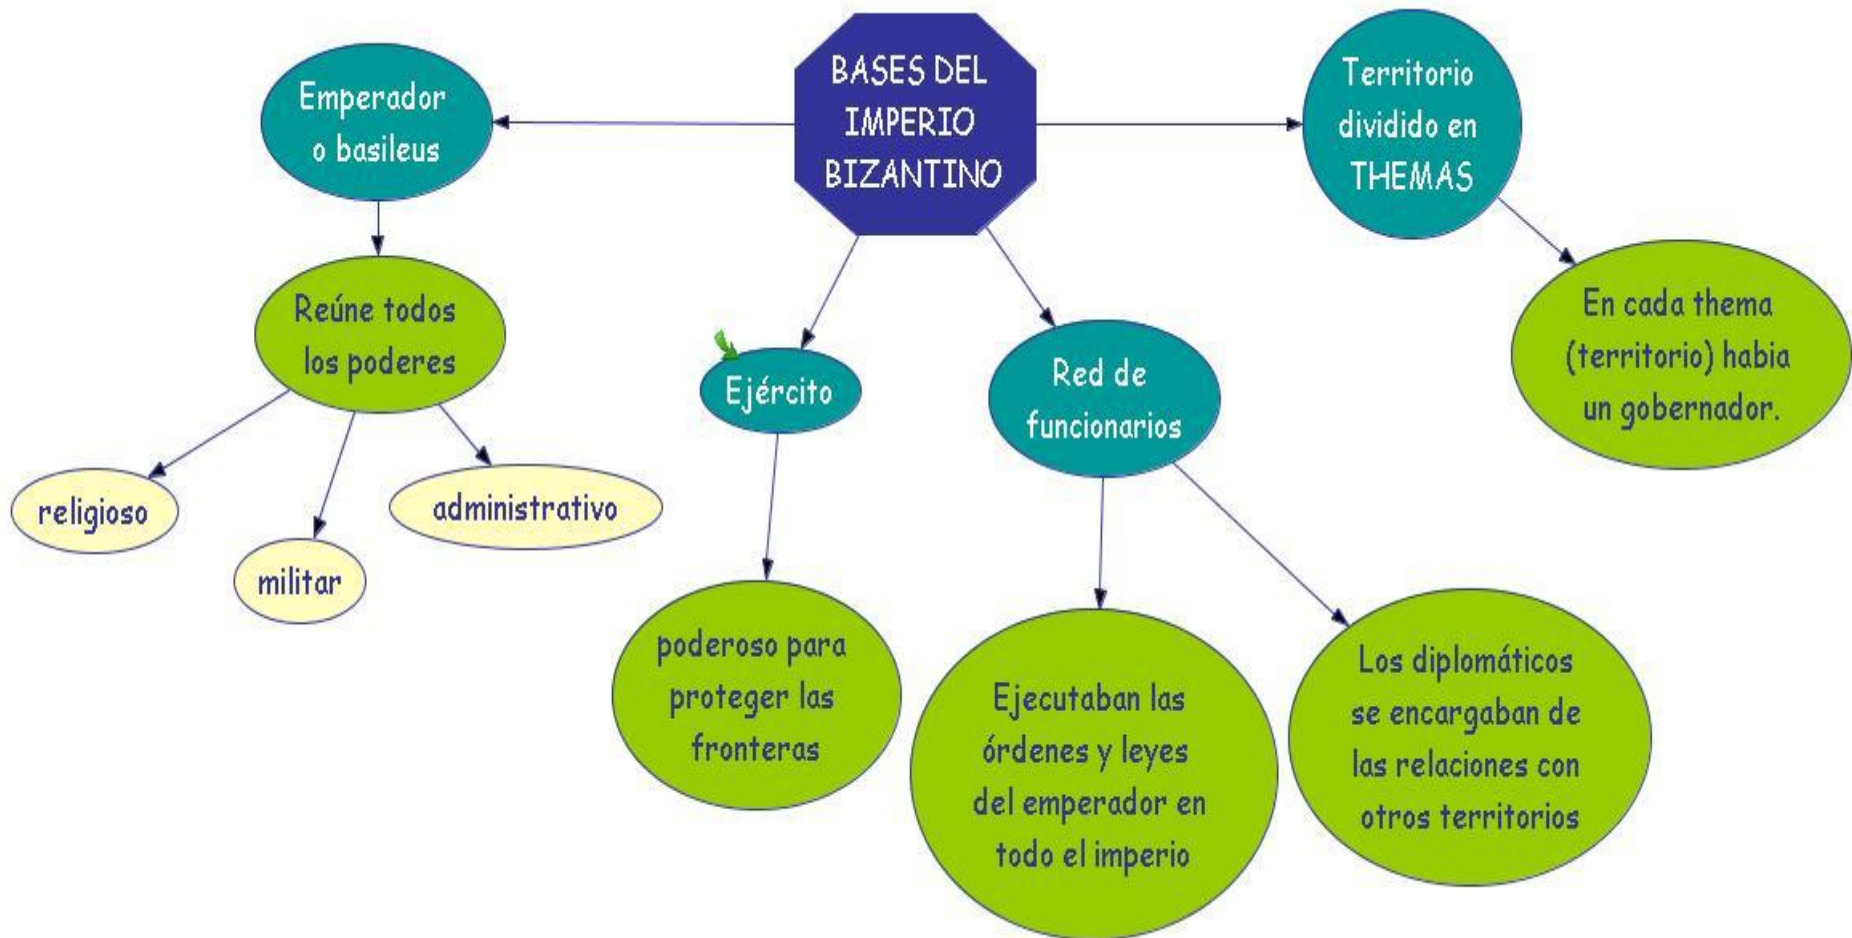 BASES DEL
IMPERIO
BIZANTINO
Emperador
o basileus
Reúne todos
los poderes
religioso
militar
administrativo
Ejército
poderoso para
proteger las
fronteras
Red de
funcionarios
Ejecutaban las
órdenes y leyes
del emperador en
todo el imperio
Los diplomáticos
se encargaban de
las relaciones con
otros territorios
Territorio
dividido en
THEMAS
En cada thema
(territorio) habia
un gobernador.